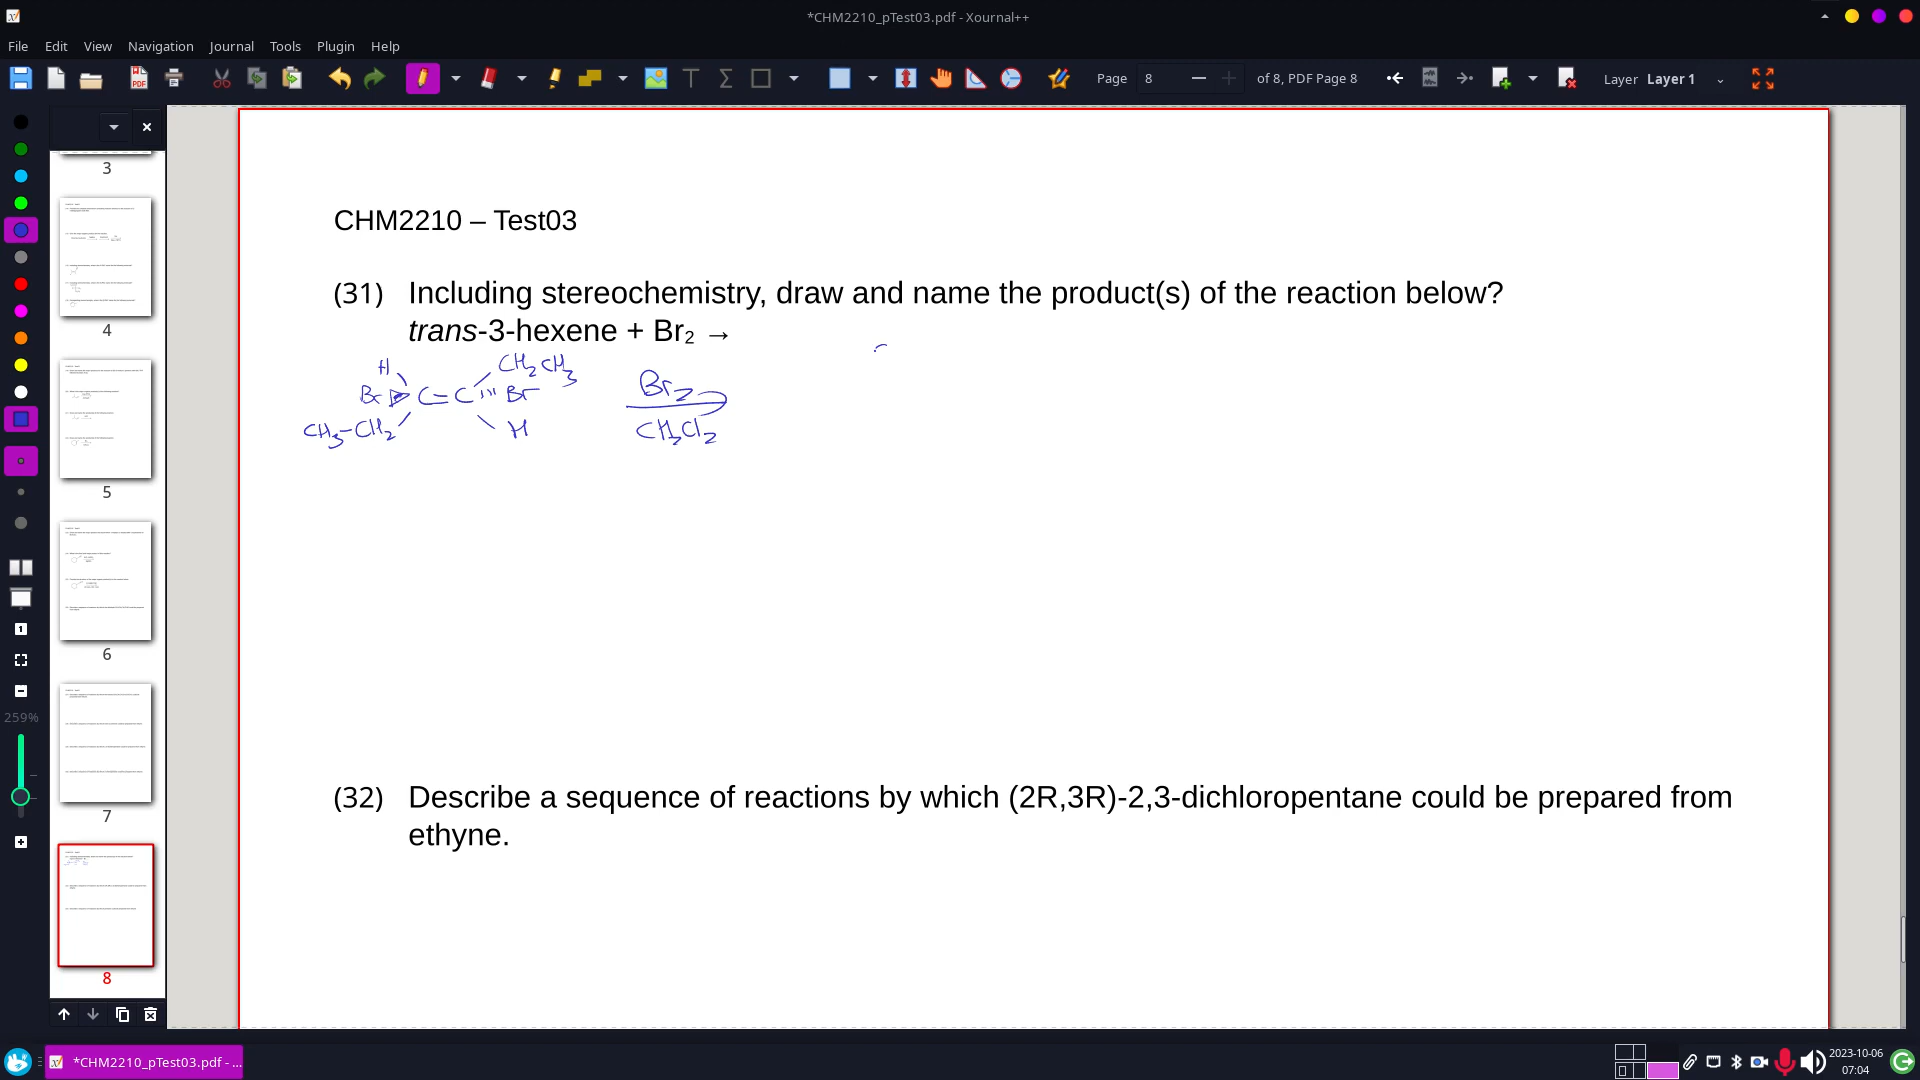 *CHM2210_pTest03.pdf - Xournal++
File Edit View Navigation Journal Tools Plugin Help
PDF
Page 8 of 8, PDF Page 8 Layer Layer 1
3
4
5
6
7
8
259%
CHM2210 – Test03
(31) Including stereochemistry, draw and name the product(s) of the reaction below?
trans-3-hexene + Br₂ →
H CH₂CH₃
Br C=C Br Br₂
CH₃-CH₂ H CH₃Cl₂
(32) Describe a sequence of reactions by which (2R,3R)-2,3-dichloropentane could be prepared from
ethyne.
*CHM2210_pTest03.pdf - ...
2023-10-06
07:04